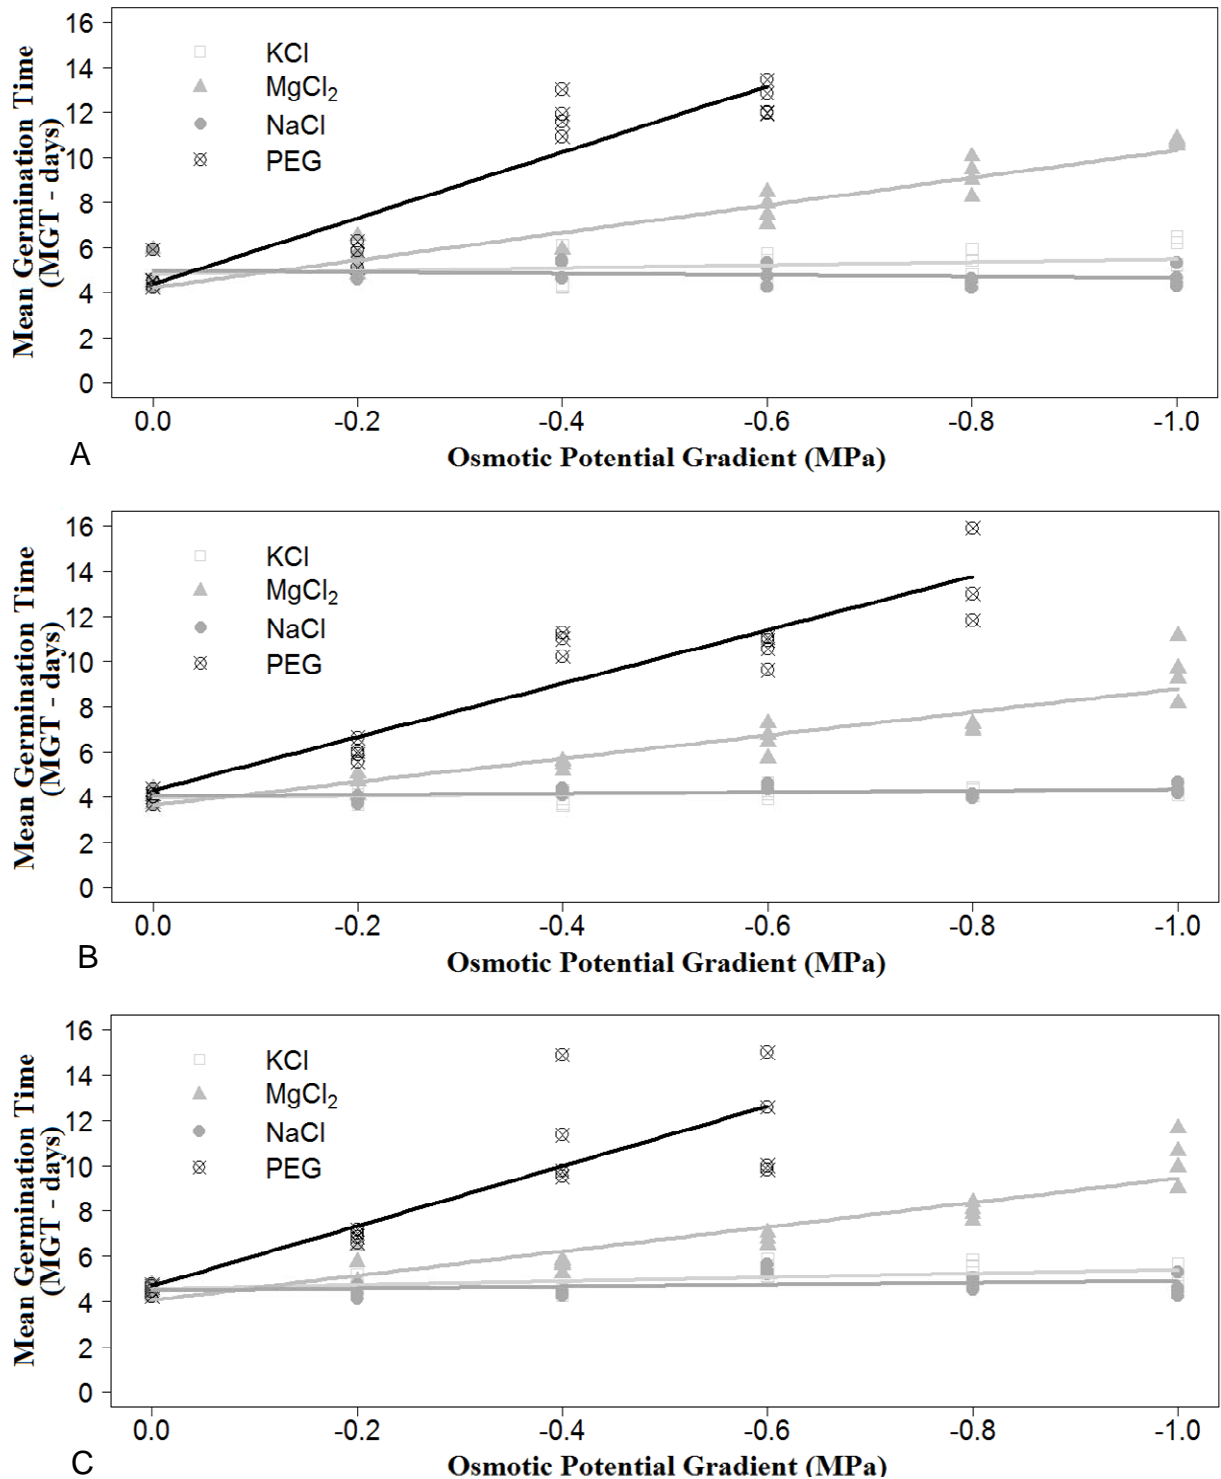 16
14
12
10
8
6
4
2
0
Mean Germination Time
(MGT - days)
KCl
MgCl₂
NaCl
PEG
0.0 -0.2 -0.4 -0.6 -0.8 -1.0
A
Osmotic Potential Gradient (MPa)
16
14
12
10
8
6
4
2
0
Mean Germination Time
(MGT - days)
KCl
MgCl₂
NaCl
PEG
0.0 -0.2 -0.4 -0.6 -0.8 -1.0
B
Osmotic Potential Gradient (MPa)
16
14
12
10
8
6
4
2
0
Mean Germination Time
(MGT - days)
KCl
MgCl₂
NaCl
PEG
0.0 -0.2 -0.4 -0.6 -0.8 -1.0
C
Osmotic Potential Gradient (MPa)